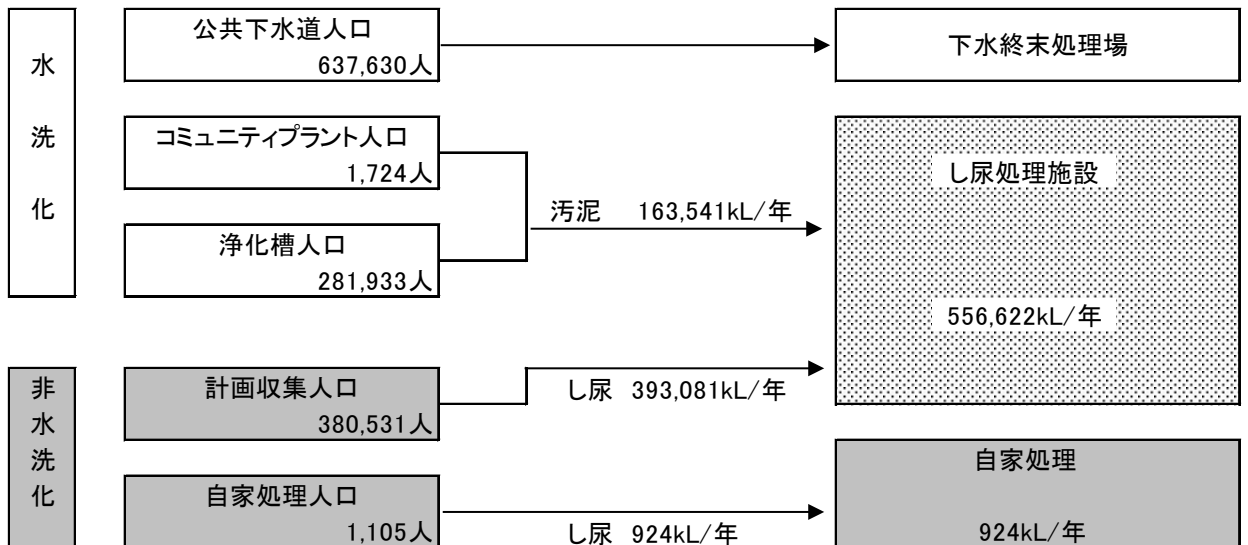 水洗化
公共下水道人口
637,630人
下水終末処理場
コミュニティプラント人口
1,724人
し尿処理施設
汚泥 163,541kL/年
浄化槽人口
281,933人
556,622kL/年
非水洗化
計画収集人口
380,531人
し尿 393,081kL/年
自家処理人口
1,105人
し尿 924kL/年
自家処理
924kL/年